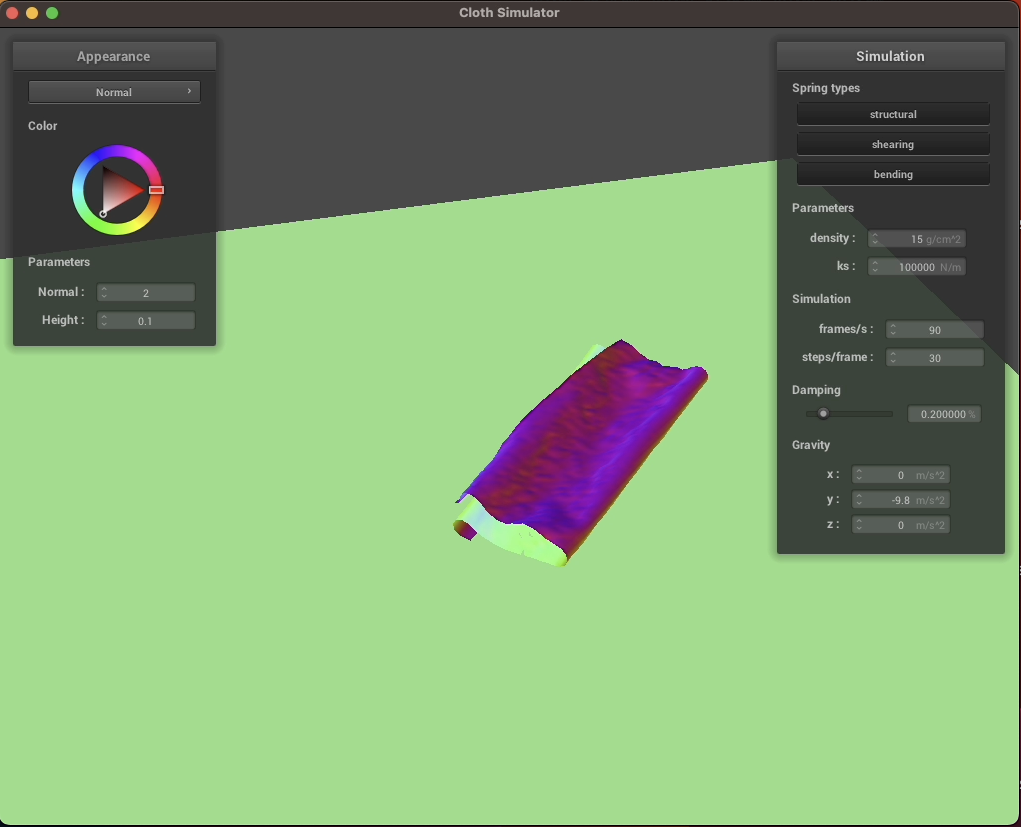 Cloth Simulator
Appearance
Normal
Color
Parameters
Normal : 2
Height : 0.1
Simulation
Spring types
structural
shearing
bending
Parameters
density : 15 g/cm^2
ks : 100000 N/m
Simulation
frames/s : 90
steps/frame : 30
Damping
0.200000 %
Gravity
x : 0 m/s^2
y : -9.8 m/s^2
z : 0 m/s^2